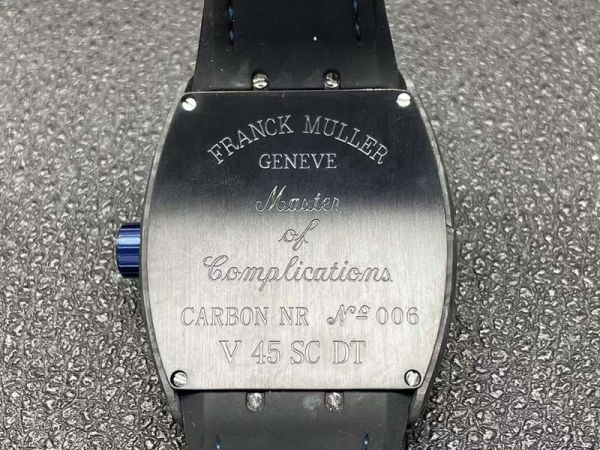 FRANCK MULLER
GENEVE
Master
of
Complications
CARBON NR Nº 006
V 45 SC DT